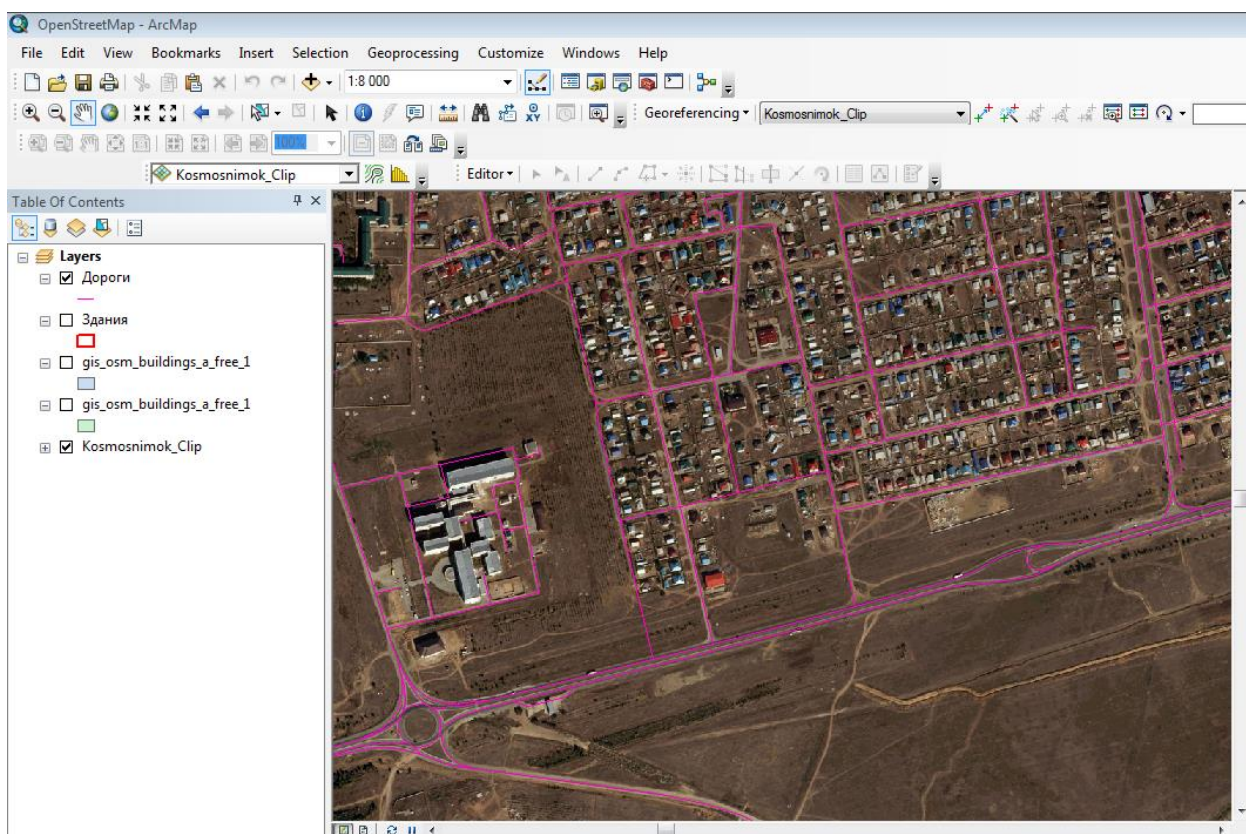 OpenStreetMap - ArcMap
File Edit View Bookmarks Insert Selection Geoprocessing Customize Windows Help
1:8 000
Georeferencing Kosmosnimok_Clip
100%
Kosmosnimok_Clip Editor
Table Of Contents
Layers
Дороги
Здания
gis_osm_buildings_a_free_1
gis_osm_buildings_a_free_1
Kosmosnimok_Clip